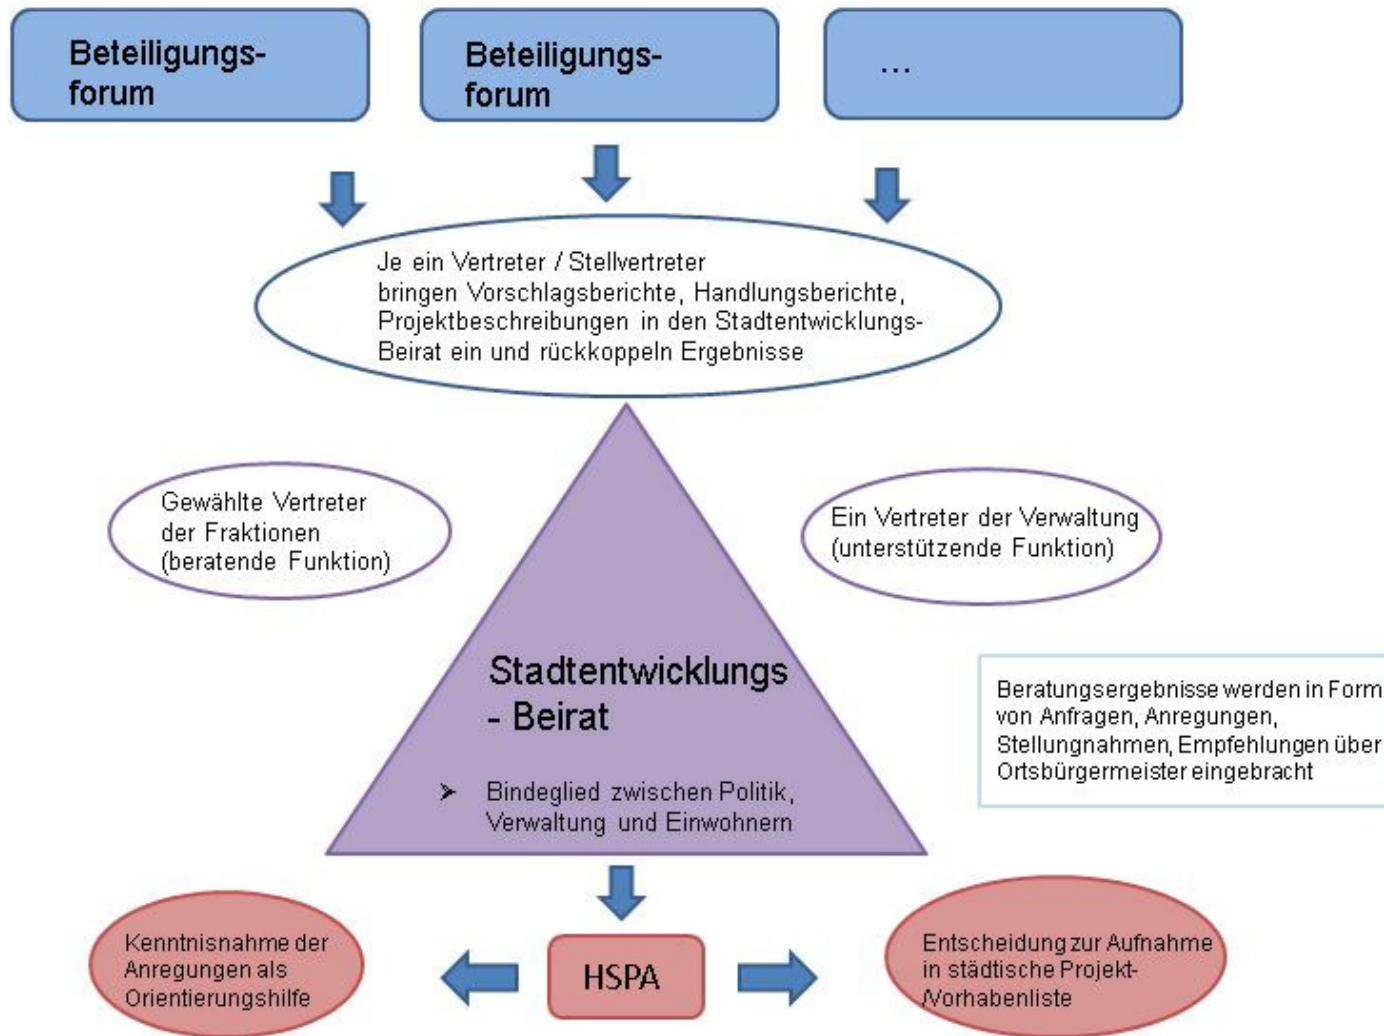 Beteiligungs-
forum
Beteiligungs-
forum
...
Je ein Vertreter / Stellvertreter
bringen Vorschlagsberichte, Handlungsberichte,
Projektbeschreibungen in den Stadtentwicklungs-
Beirat ein und rückkoppeln Ergebnisse
Gewählte Vertreter
der Fraktionen
(beratende Funktion)
Ein Vertreter der Verwaltung
(unterstützende Funktion)
Stadtentwicklungs
- Beirat
➤ Bindeglied zwischen Politik,
Verwaltung und Einwohnern
Beratungsergebnisse werden in Form
von Anfragen, Anregungen,
Stellungnahmen, Empfehlungen über
Ortsbürgermeister eingebracht
Kenntnisnahme der
Anregungen als
Orientierungshilfe
HSPA
Entscheidung zur Aufnahme
in städtische Projekt-
/Vorhabenliste